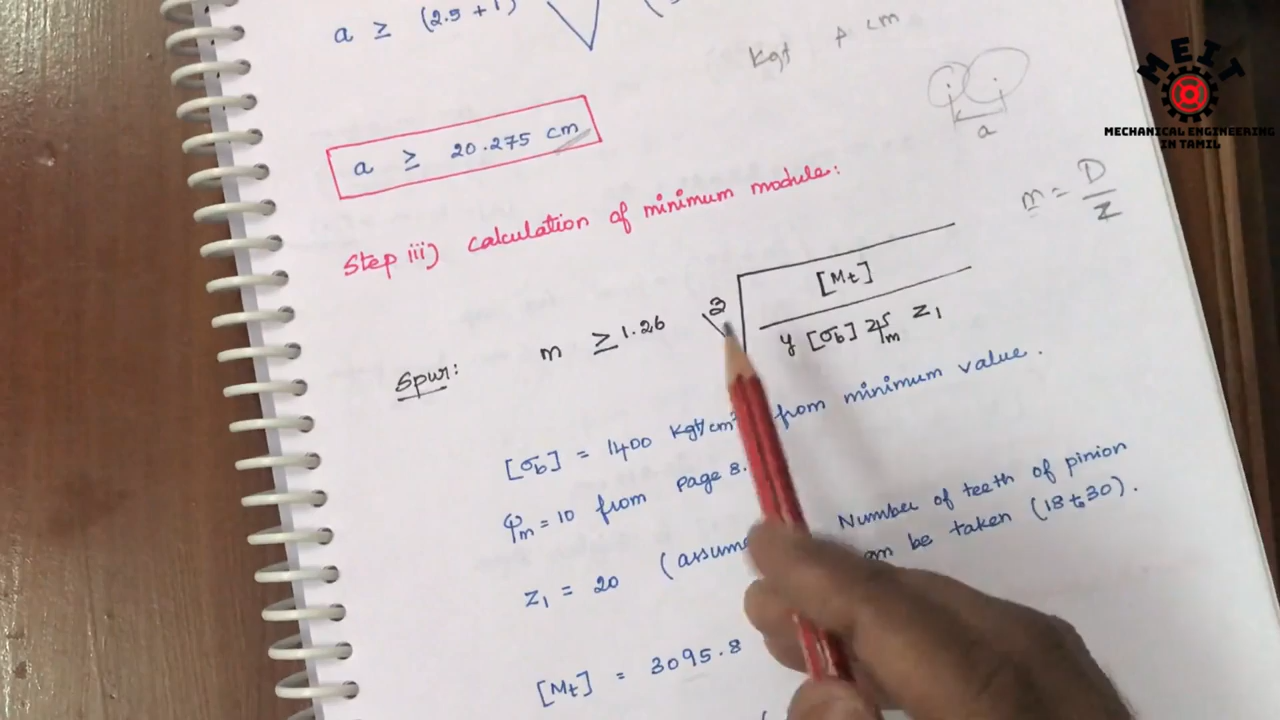 a ≥ (2.5 + 1)
kgf cm
a ≥ 20.275 cm
a
m = D / Z
Step iii) calculation of minimum module:
Spur: m ≥ 1.26 ∛ [Mt] / y [σb] ψm z1
[σb] = 1400 kgf/cm² from minimum value.
φm = 10 from page 8.
z1 = 20 (assume Number of teeth of pinion
be taken (18 to 30).
[Mt] = 3095.8
MEIT
MECHANICAL ENGINEERING
IN TAMIL